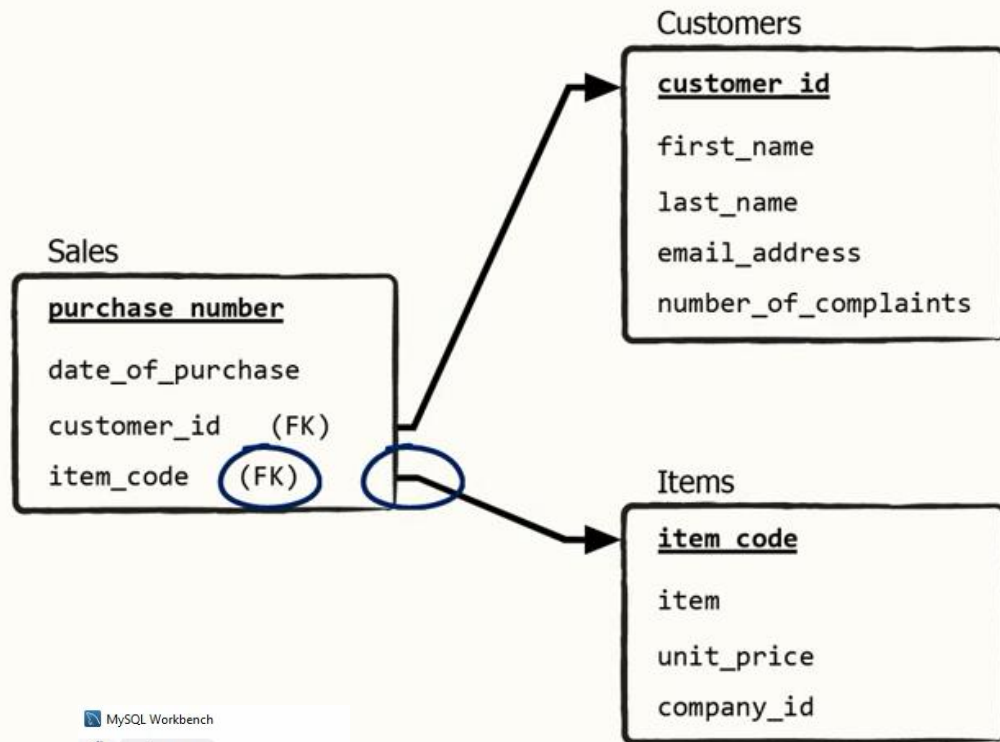 Customers
customer_id
first_name
last_name
email_address
number_of_complaints
Sales
purchase_number
date_of_purchase
customer_id (FK)
item_code (FK)
Items
item_code
item
unit_price
company_id
MySQL Workbench